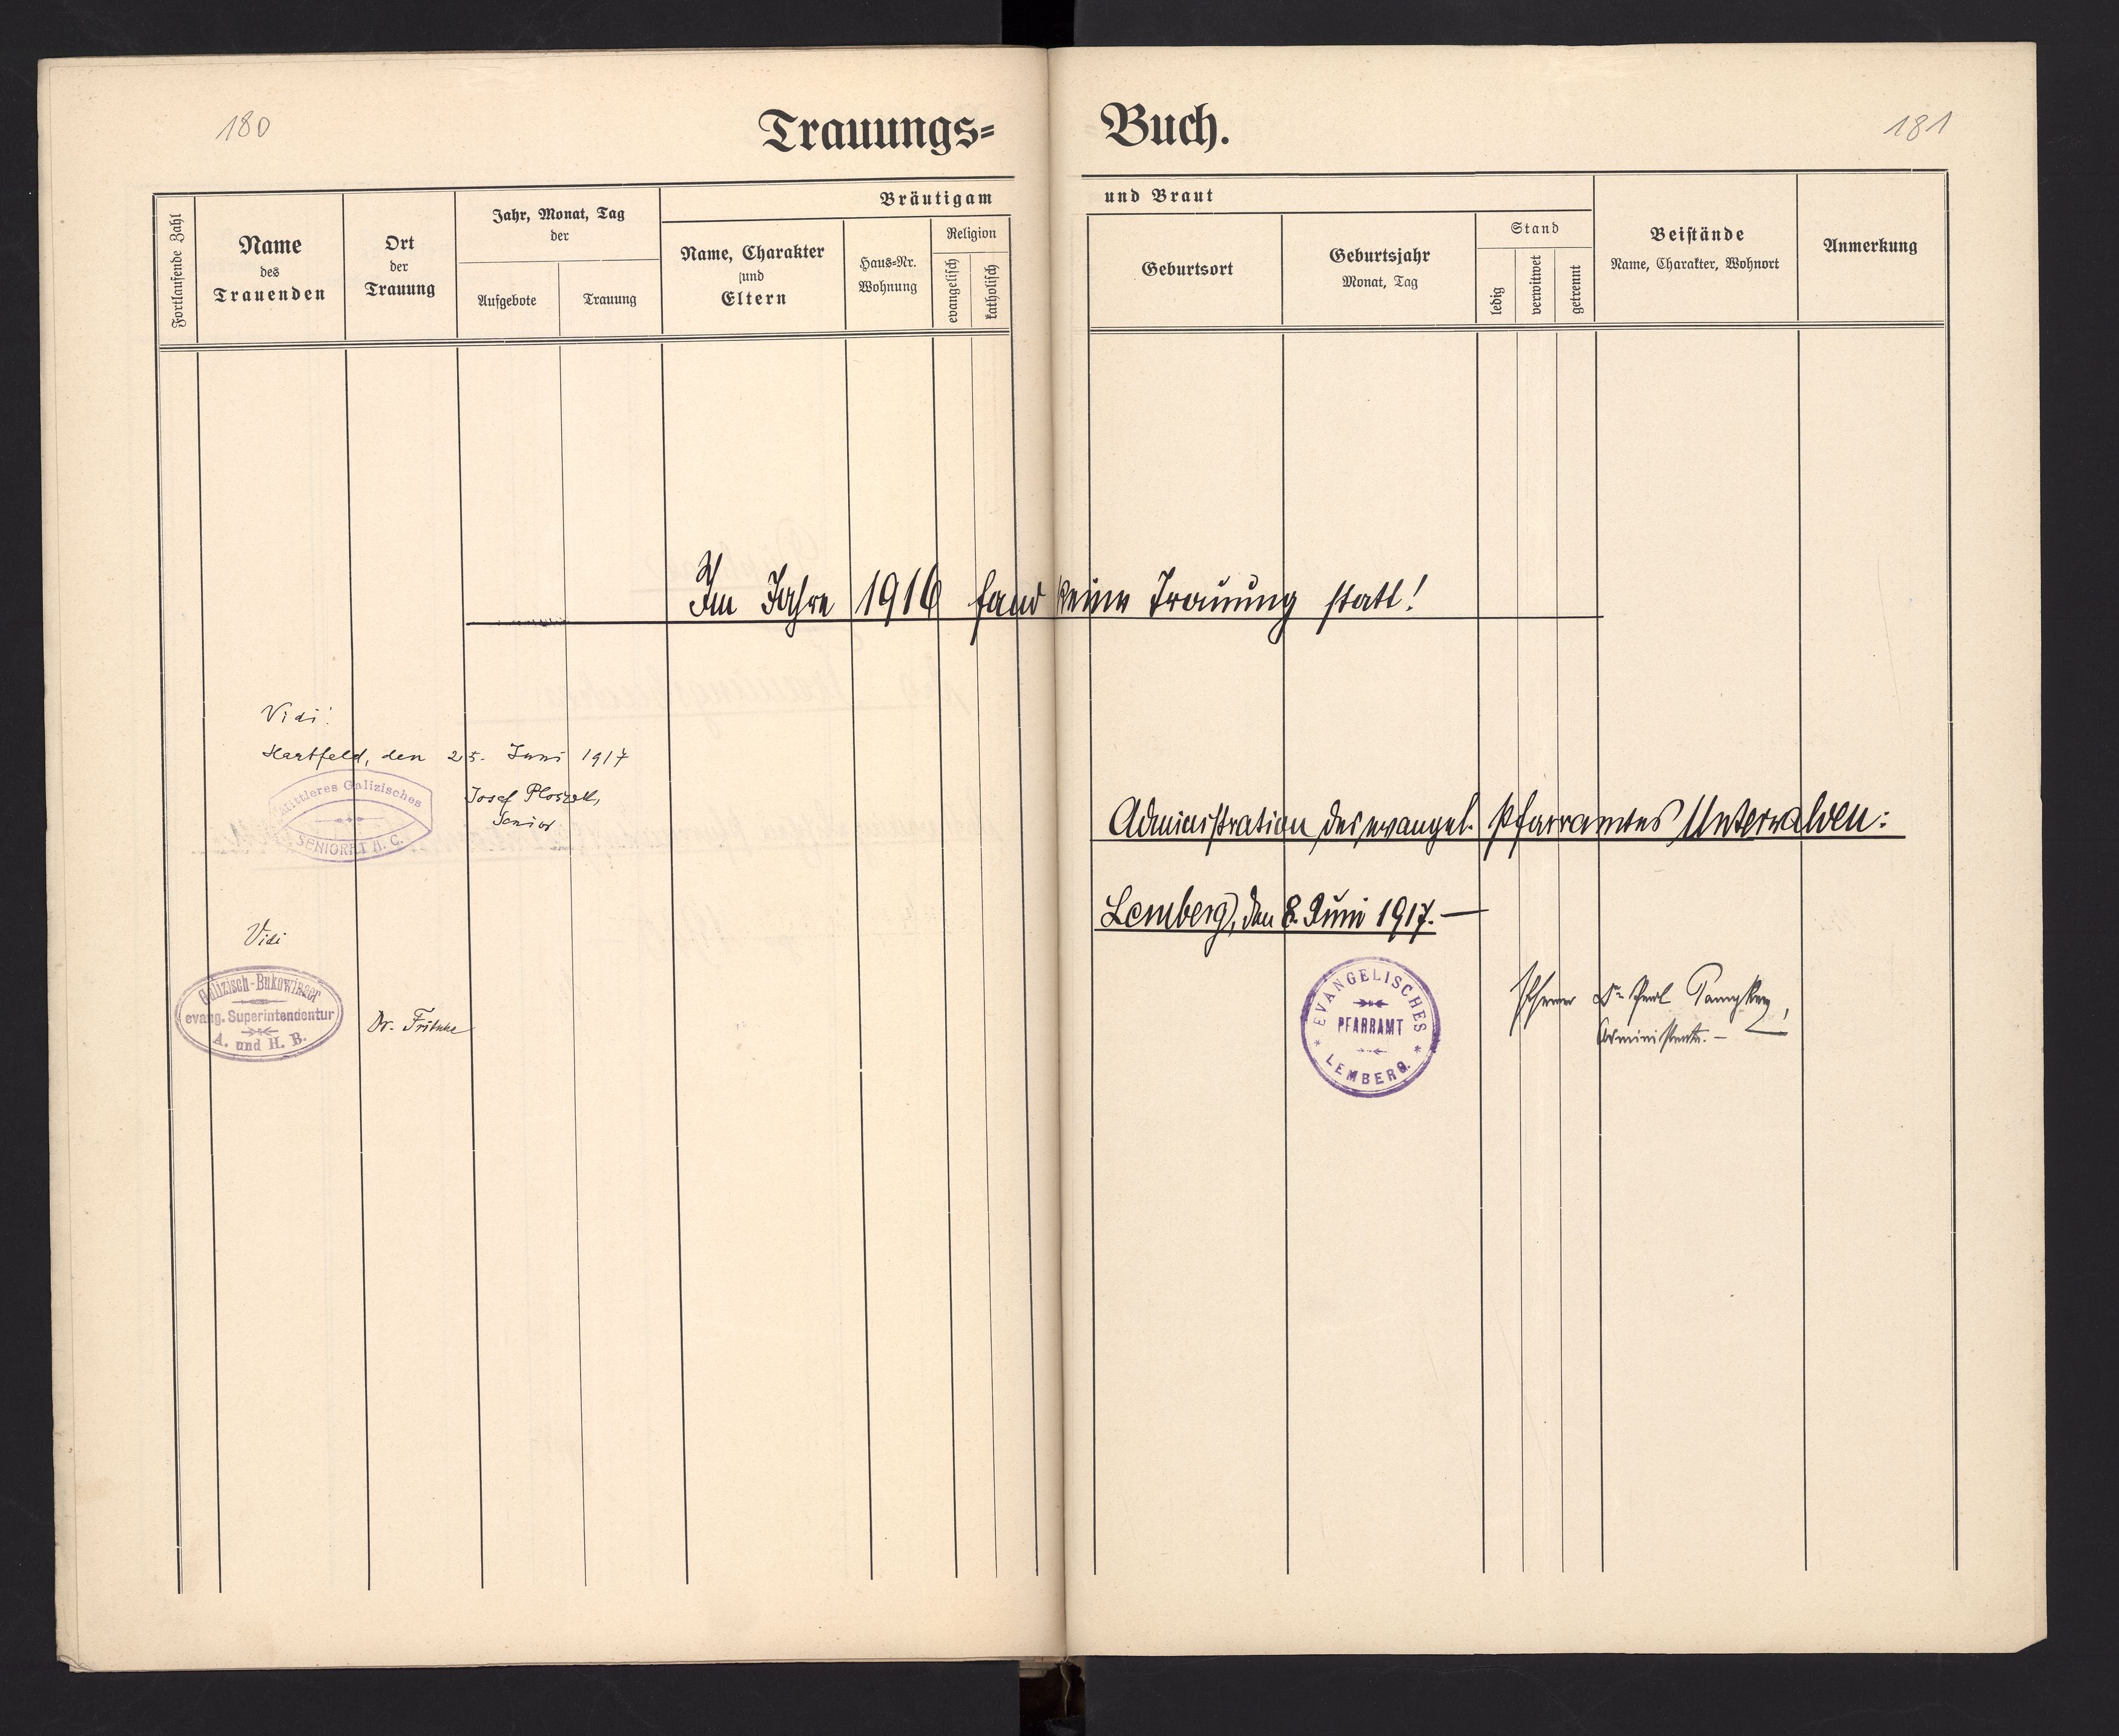 180
Trauungs=
Buch.
181
Fortlaufende Zahl
Name
des
Trauenden
Ort
der
Trauung
Jahr, Monat, Tag
der
Aufgebote
Trauung
Bräutigam
Name, Charakter
und
Eltern
Haus=Nr.
Wohnung
Religion
evangelisch
katholisch
und Braut
Geburtsort
Geburtsjahr
Monat, Tag
Stand
ledig
verwitwet
getrennt
Beistände
Name, Charakter, Wohnort
Anmerkung
Im Jahre 1916 fand keine Trauung statt!
Vidi!
Hartfeld, den 25. Juni 1917
Mittleres Galizisches
SENIORAT A. C.
Josef
Senior
Administration des evangel. Pfarramtes Unterwalden:
Lemberg, den 8. Juni 1917.—
Vidi
Galizisch-Bukowinaer
evang. Superintendentur
A. und H. B.
Dr. Fritsche
EVANGELISCHES
PFARRAMT
* LEMBERG. *
Pfarrer Dr.
Administrator.—